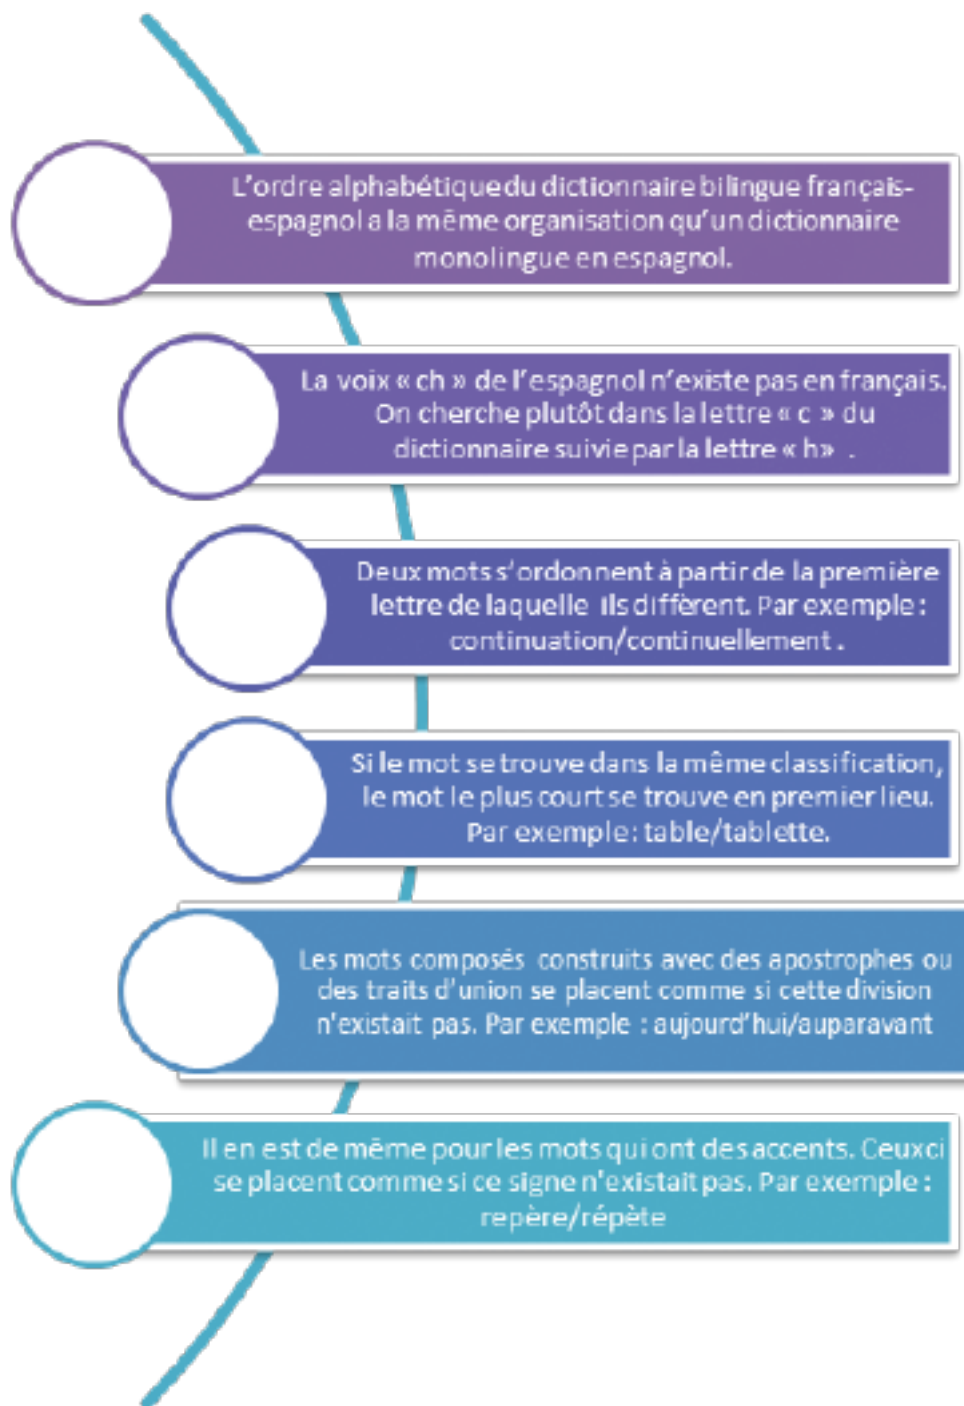 L'ordre alphabétique du dictionnaire bilingue français-
espagnol a la même organisation qu'un dictionnaire
monolingue en espagnol.
La voix « ch » de l'espagnol n'existe pas en français.
On cherche plutôt dans la lettre « c » du
dictionnaire suivie par la lettre « h» .
Deux mots s'ordonnent à partir de la première
lettre de laquelle ils diffèrent. Par exemple :
continuation/continuellement .
Si le mot se trouve dans la même classification,
le mot le plus court se trouve en premier lieu.
Par exemple : table/tablette.
Les mots composés construits avec des apostrophes ou
des traits d'union se placent comme si cette division
n'existait pas. Par exemple : aujourd'hui/auparavant
Il en est de même pour les mots qui ont des accents. Ceuxci
se placent comme si ce signe n'existait pas. Par exemple :
repère/répète